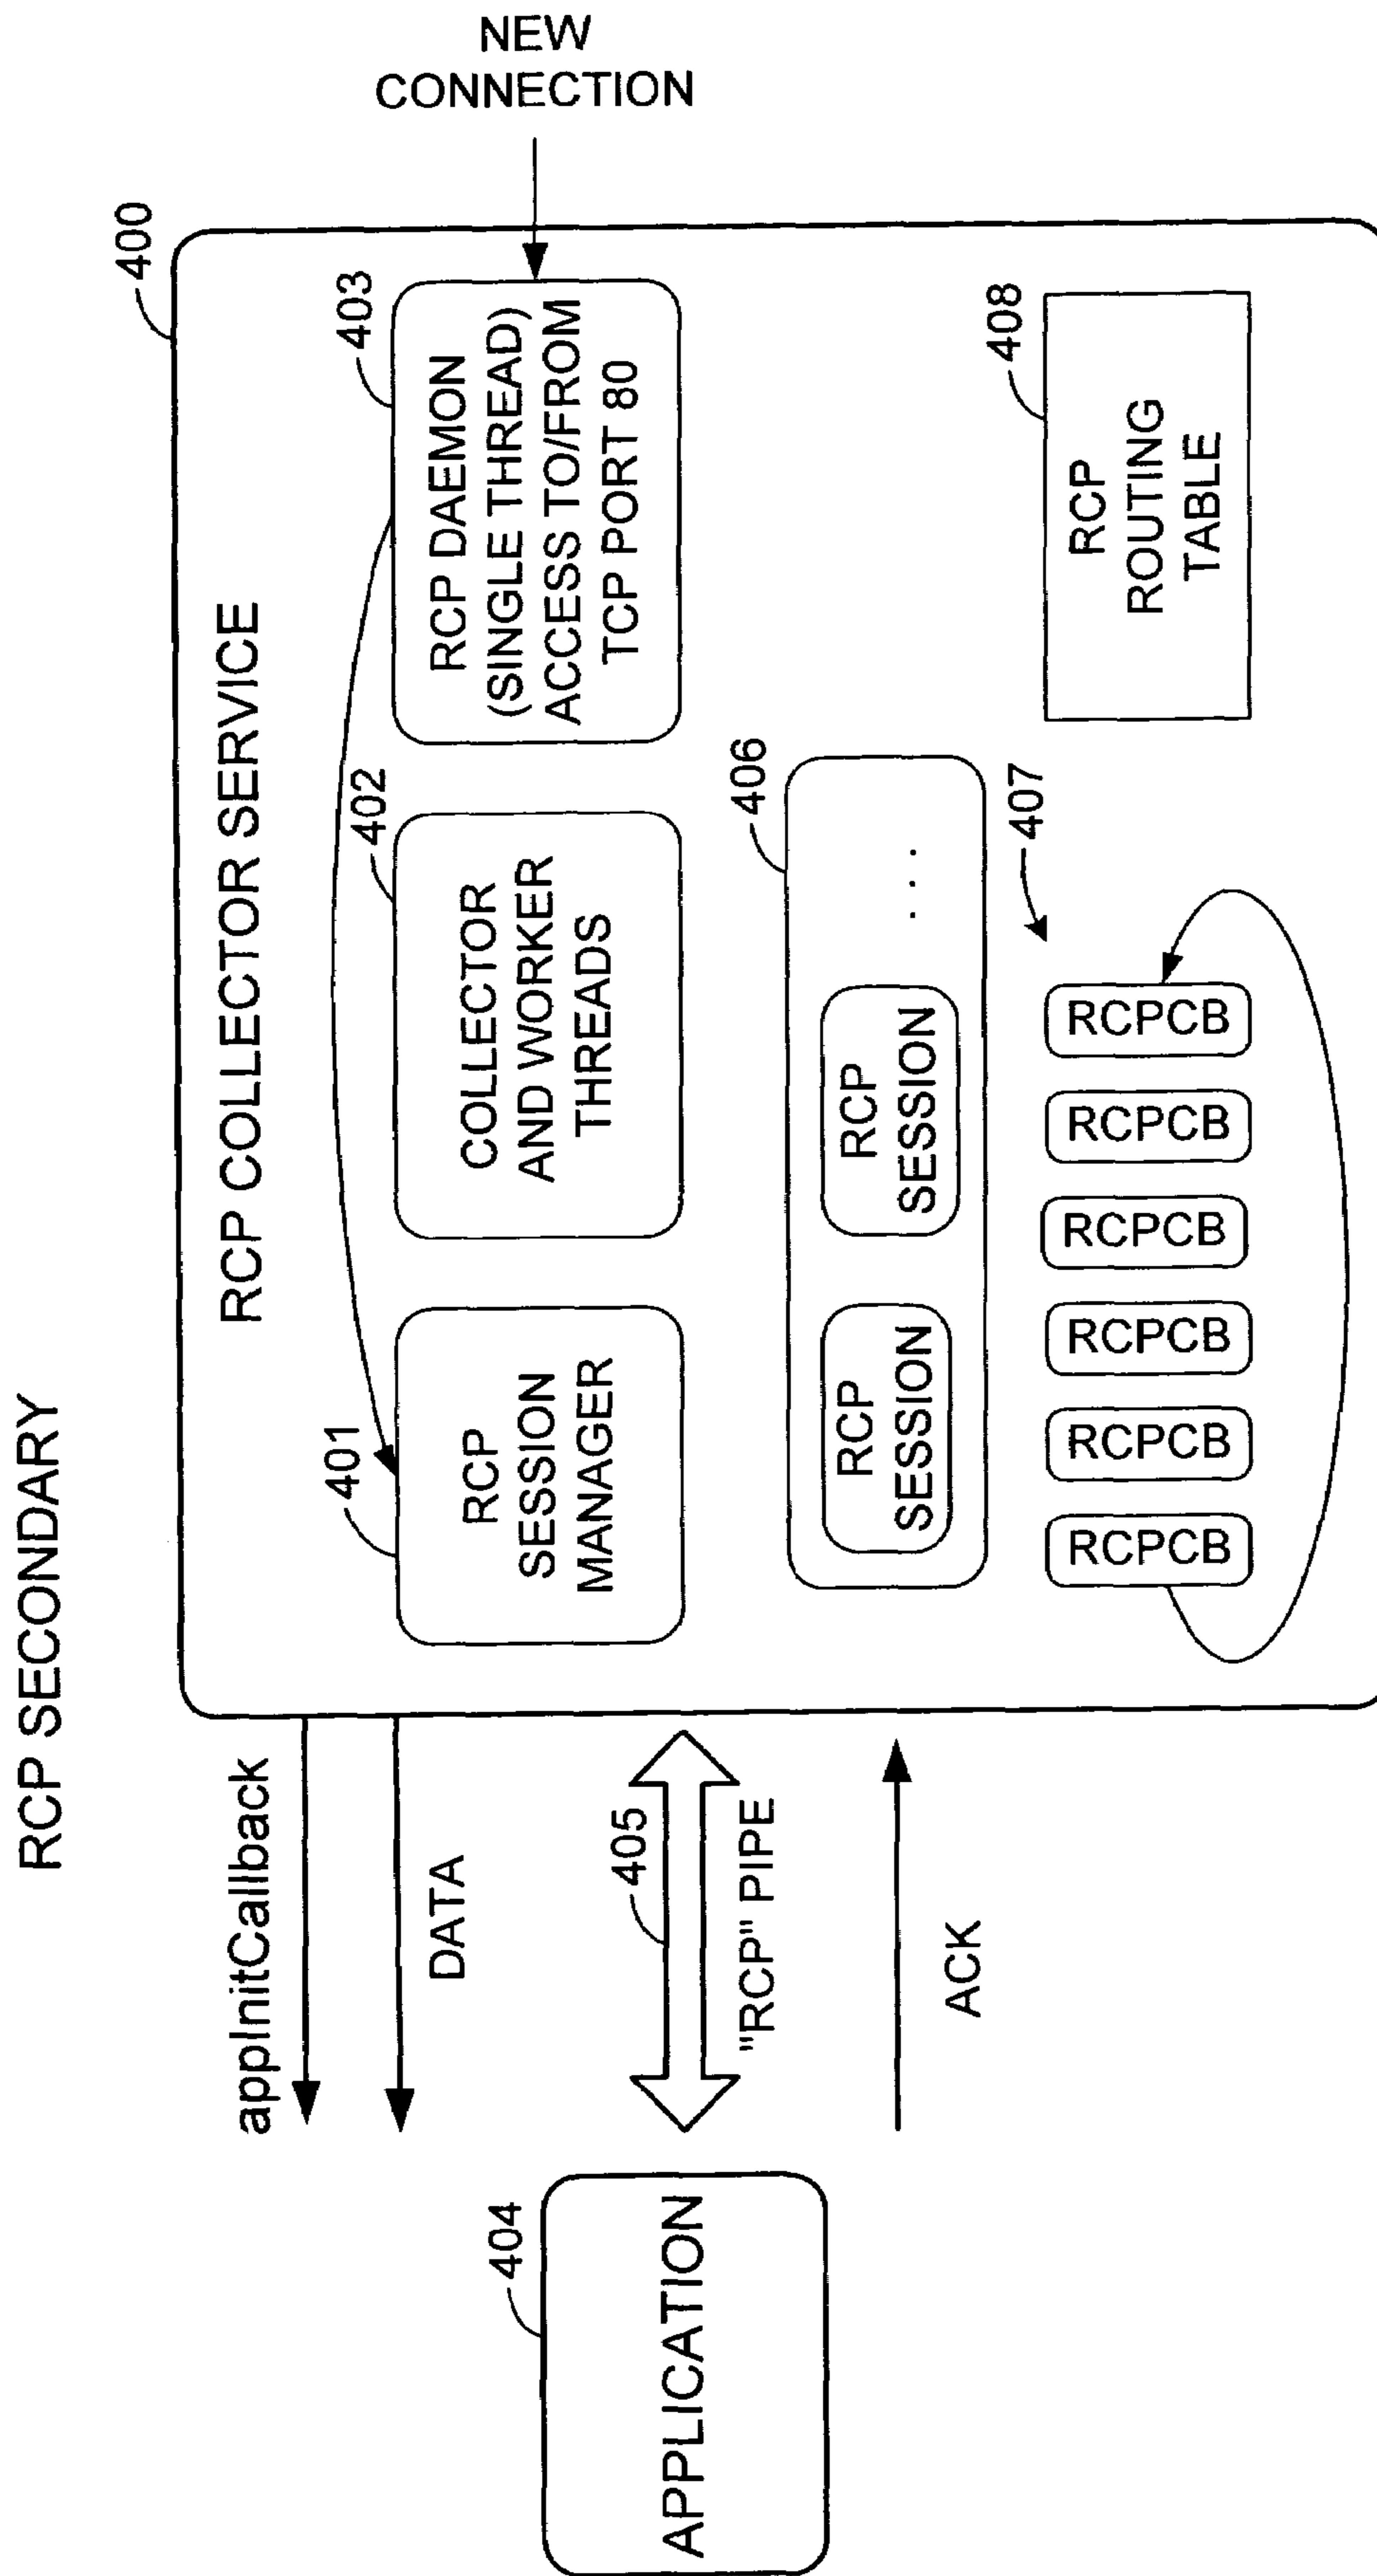 RCP SECONDARY
400
RCP COLLECTOR SERVICE
appInitCallback
DATA
404
APPLICATION
405
"RCP" PIPE
ACK
401
RCP
SESSION
MANAGER
402
COLLECTOR
AND WORKER
THREADS
403
RCP DAEMON
(SINGLE THREAD)
ACCESS TO/FROM
TCP PORT 80
NEW
CONNECTION
406
RCP
SESSION
RCP
SESSION
. . .
407
RCPCB
RCPCB
RCPCB
RCPCB
RCPCB
RCPCB
408
RCP
ROUTING
TABLE